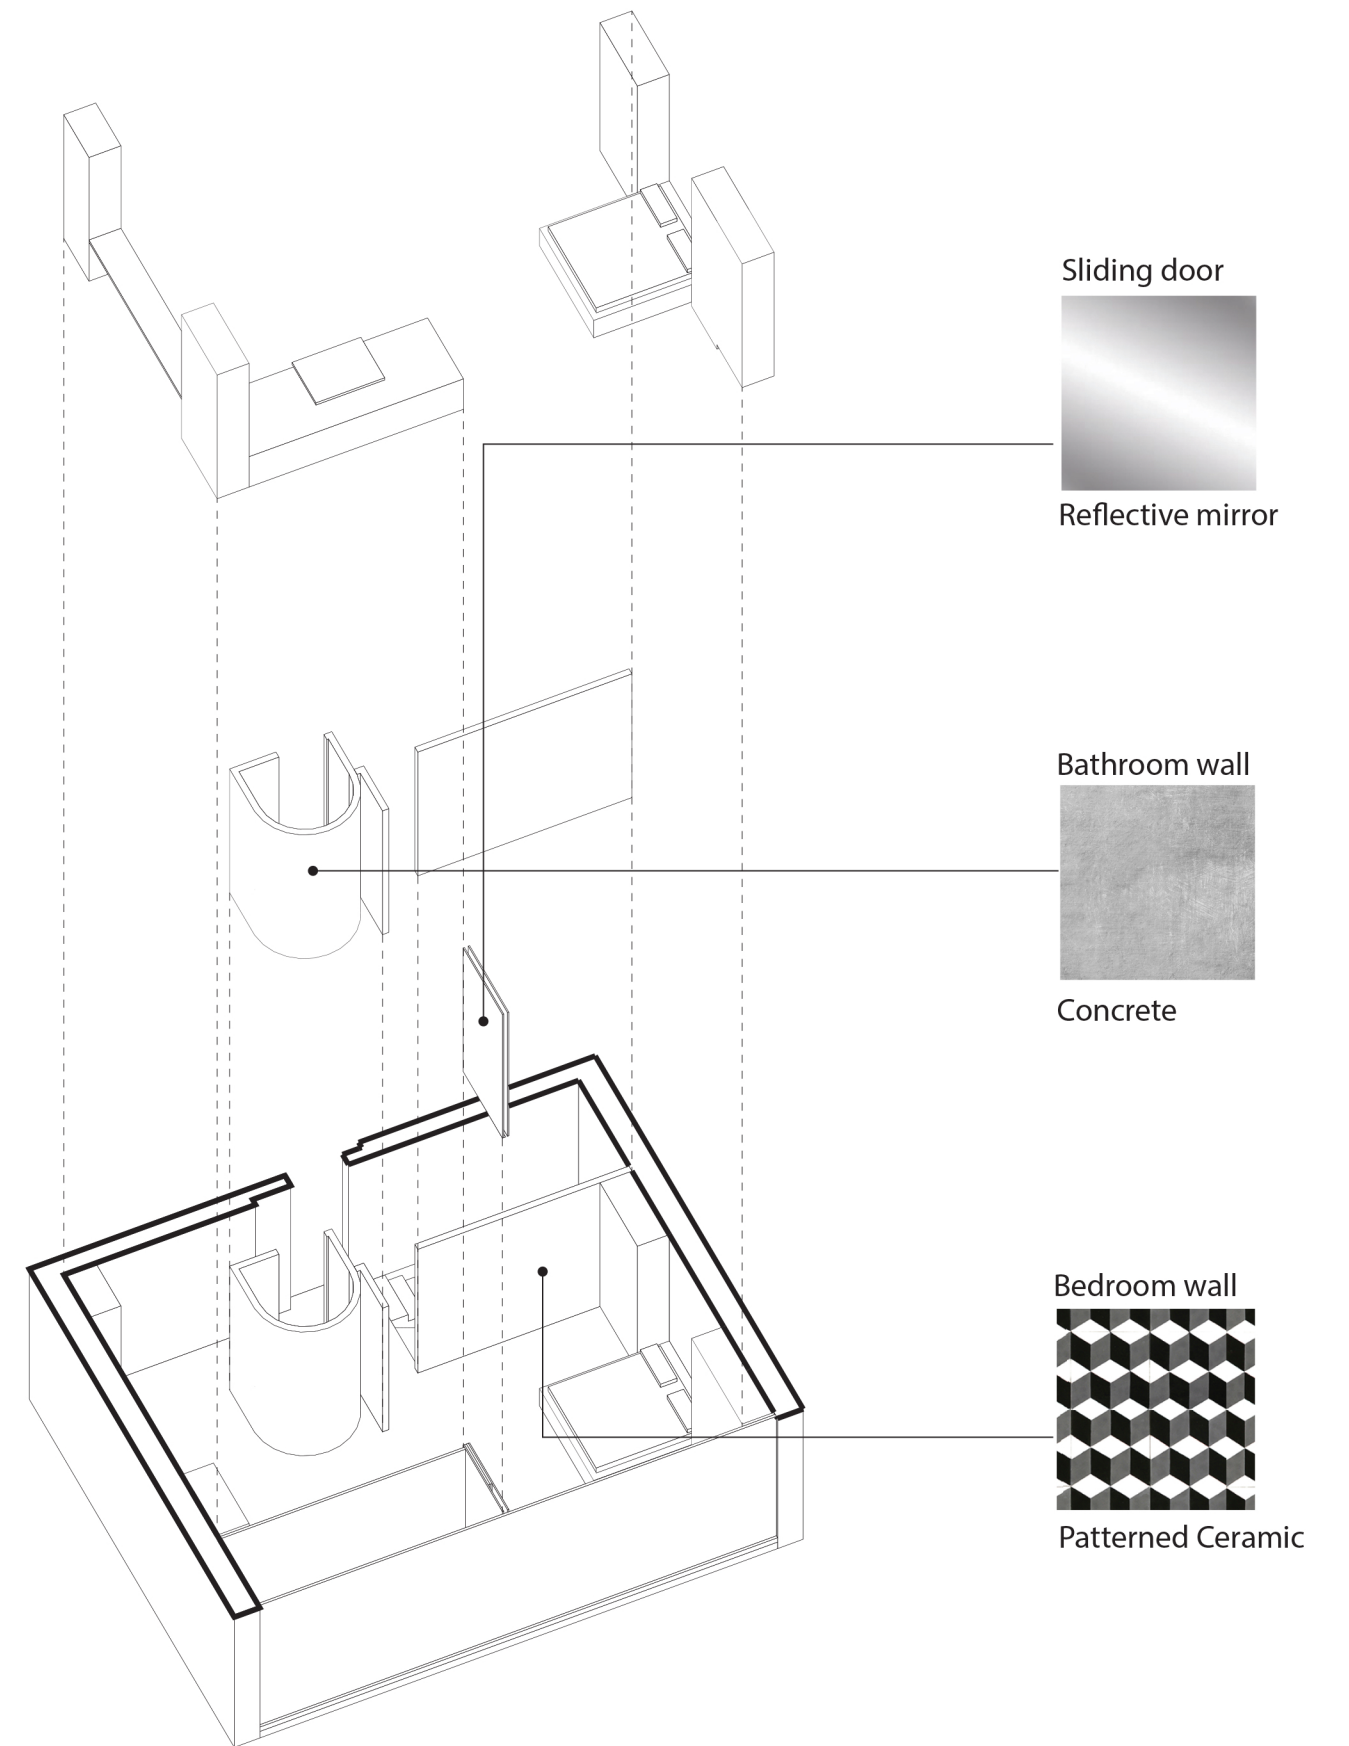 Sliding door
Reflective mirror
Bathroom wall
Concrete
Bedroom wall
Patterned Ceramic